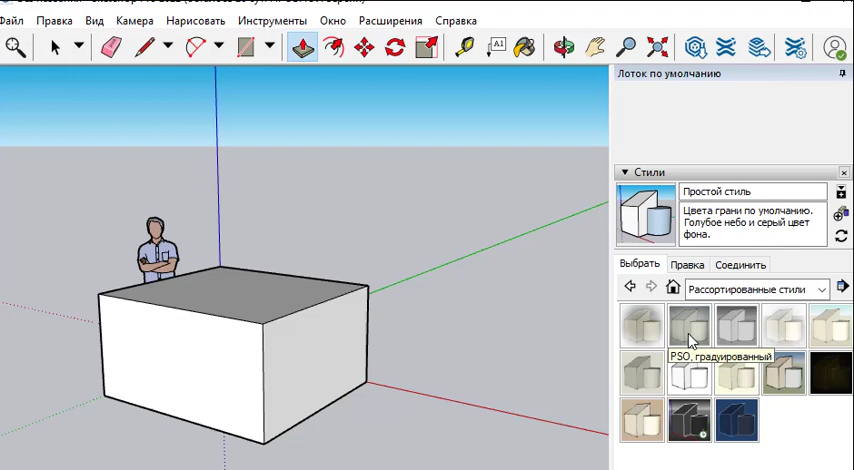 Файл Правка Вид Камера Нарисовать Инструменты Окно Расширения Справка
A1
Лоток по умолчанию
Стили
Простой стиль
Цвета грани по умолчанию.
Голубое небо и серый цвет
фона.
Выбрать Правка Соединить
Рассортированные стили
PSO, градуированный